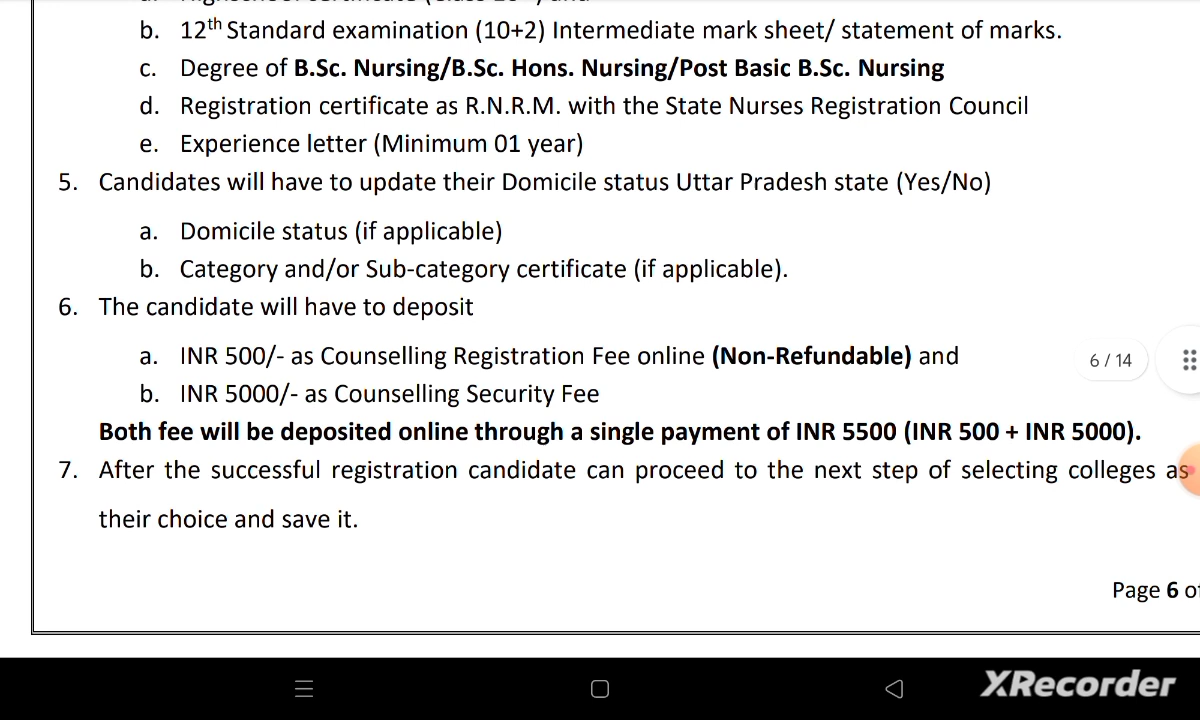 b. 12th Standard examination (10+2) Intermediate mark sheet/ statement of marks.
c. Degree of B.Sc. Nursing/B.Sc. Hons. Nursing/Post Basic B.Sc. Nursing
d. Registration certificate as R.N.R.M. with the State Nurses Registration Council
e. Experience letter (Minimum 01 year)
5. Candidates will have to update their Domicile status Uttar Pradesh state (Yes/No)
a. Domicile status (if applicable)
b. Category and/or Sub-category certificate (if applicable).
6. The candidate will have to deposit
a. INR 500/- as Counselling Registration Fee online (Non-Refundable) and
6 / 14
b. INR 5000/- as Counselling Security Fee
Both fee will be deposited online through a single payment of INR 5500 (INR 500 + INR 5000).
7. After the successful registration candidate can proceed to the next step of selecting colleges as
their choice and save it.
Page 6 of
XRecorder